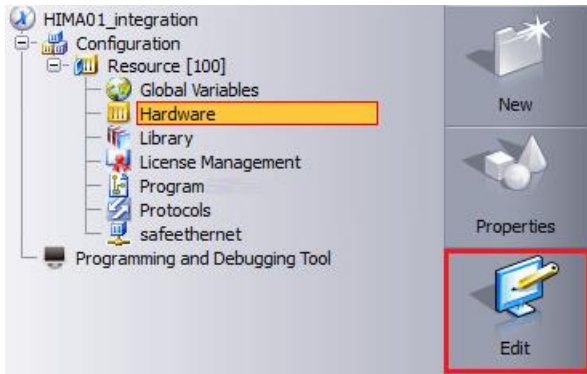 HIMA01_integration
Configuration
Resource [100]
Global Variables
Hardware
Library
License Management
Program
Protocols
safeethernet
Programming and Debugging Tool
New
Properties
Edit